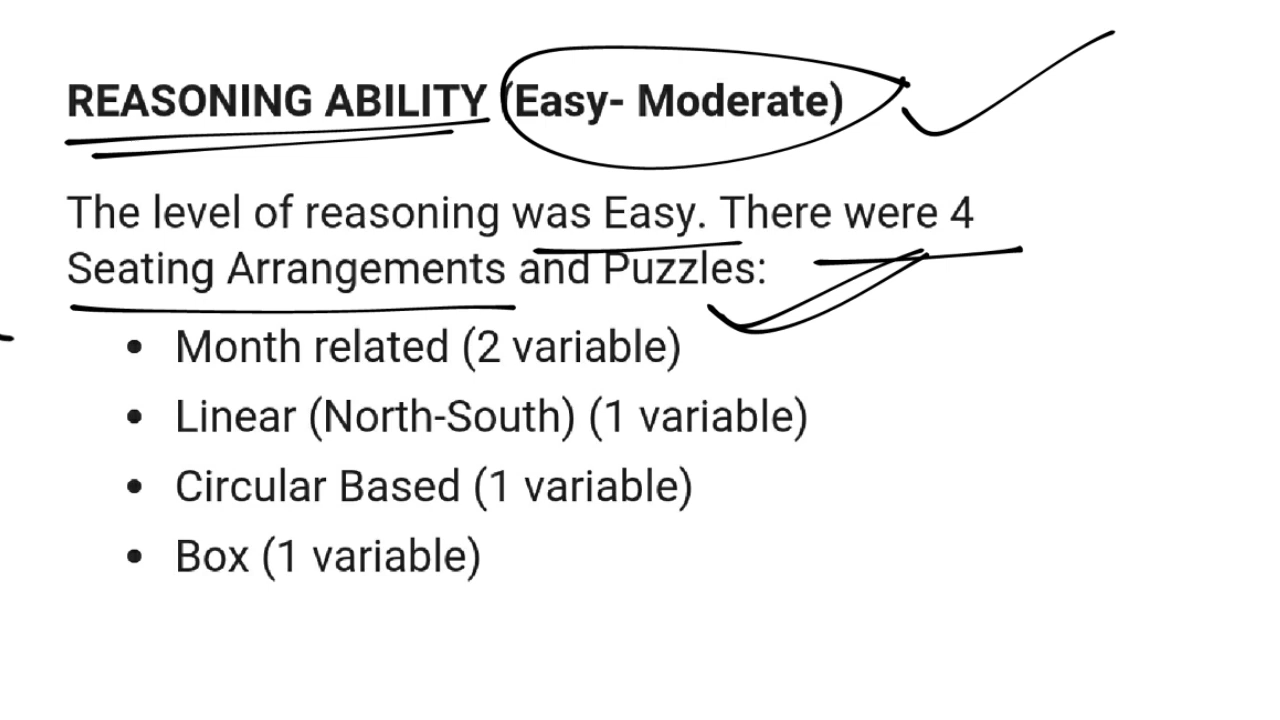 REASONING ABILITY (Easy- Moderate)
The level of reasoning was Easy. There were 4
Seating Arrangements and Puzzles:
• Month related (2 variable)
• Linear (North-South) (1 variable)
• Circular Based (1 variable)
• Box (1 variable)